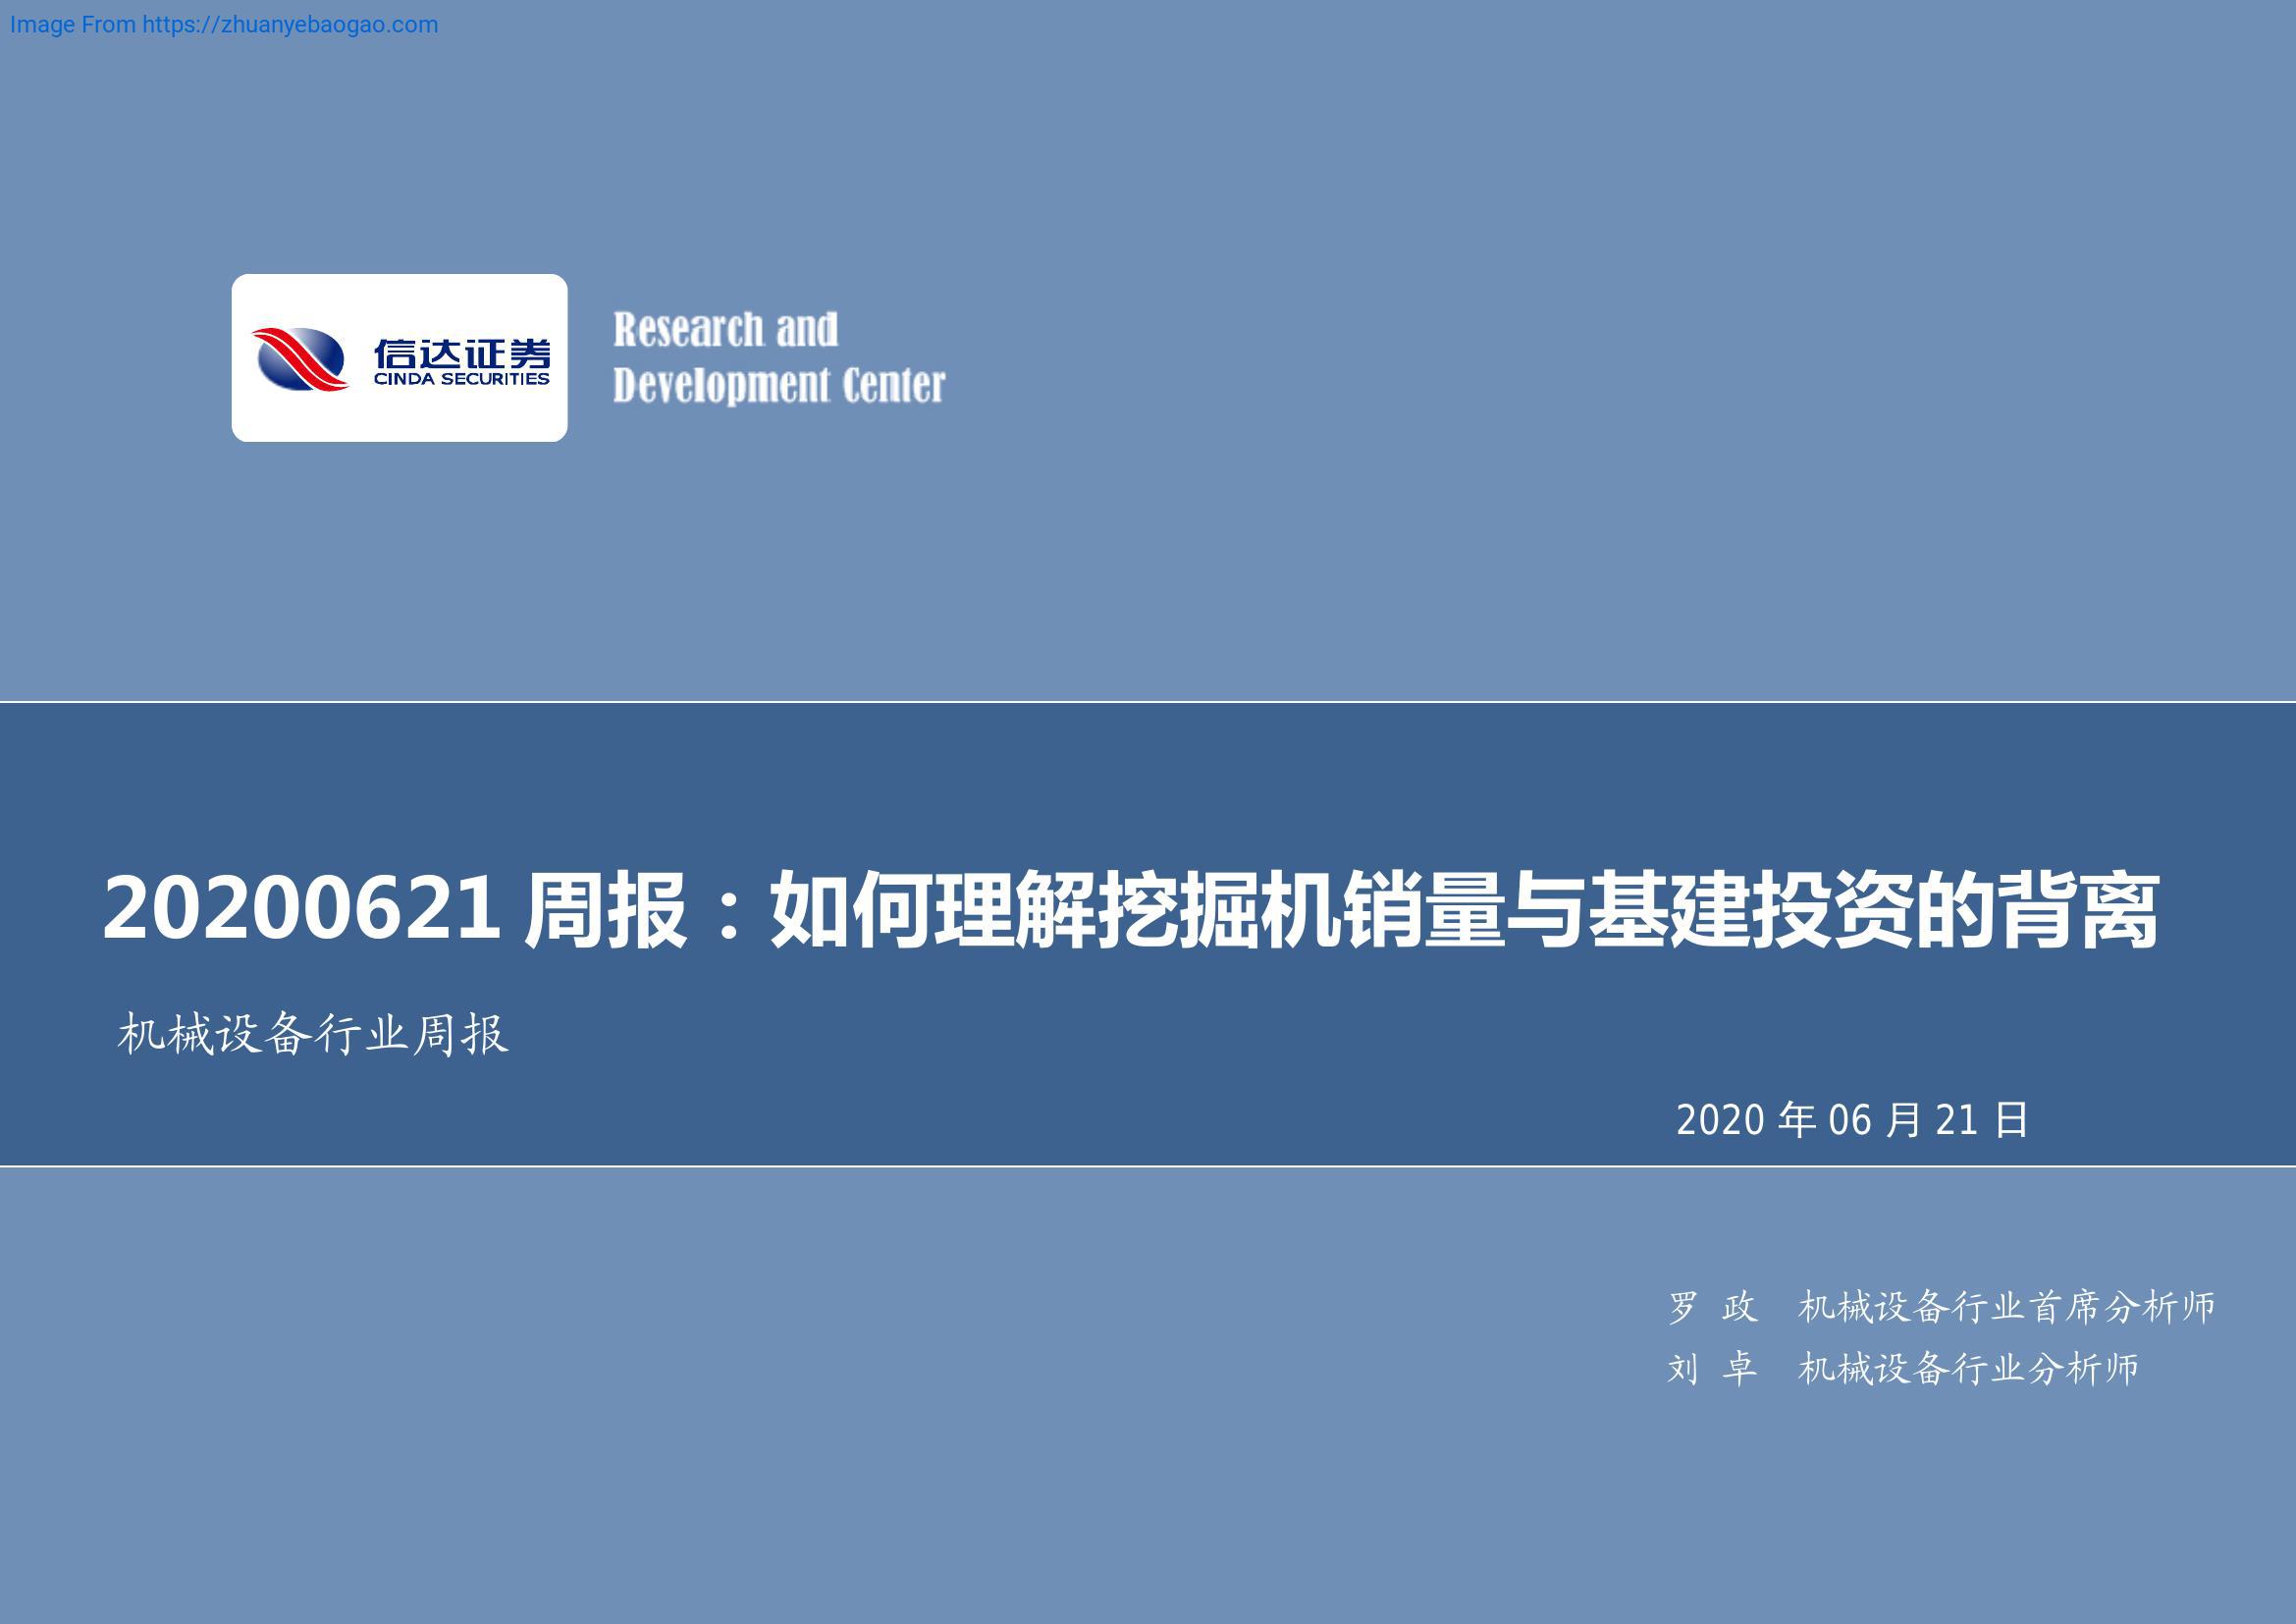 Image From https://zhuanyebaogao.com
信达证券
CINDA SECURITIES
Research and
Development Center
20200621 周报：如何理解挖掘机销量与基建投资的背离
机械设备行业周报
2020 年 06 月 21 日
罗 政 机械设备行业首席分析师
刘 卓 机械设备行业分析师